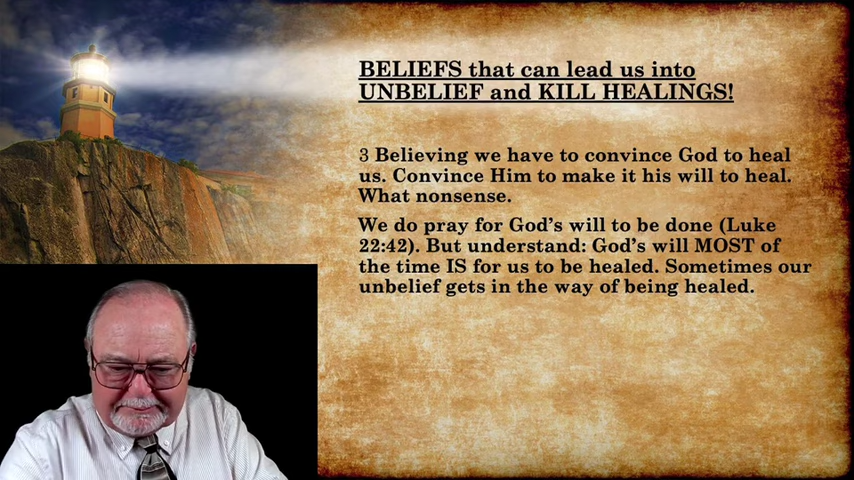 BELIEFS that can lead us into
UNBELIEF and KILL HEALINGS!
3 Believing we have to convince God to heal
us. Convince Him to make it his will to heal.
What nonsense.
We do pray for God’s will to be done (Luke
22:42). But understand: God’s will MOST of
the time IS for us to be healed. Sometimes our
unbelief gets in the way of being healed.